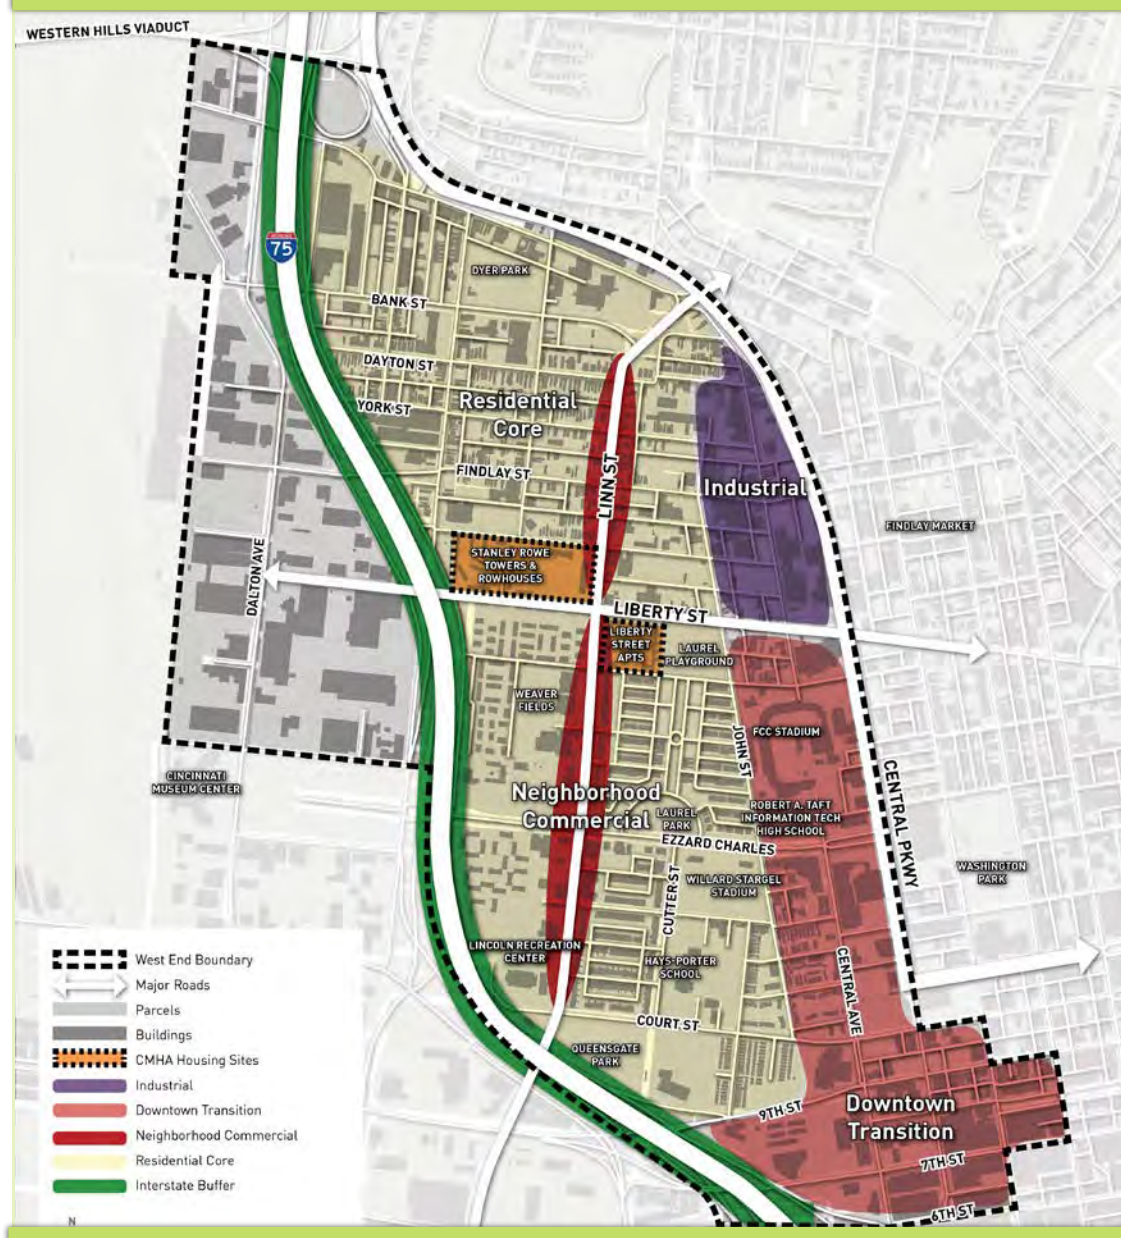 WESTERN HILLS VIADUCT
75
DYER PARK
BANK ST
DAYTON ST
YORK ST
Residential
Core
LINN ST
FINDLAY ST
Industrial
FINDLAY MARKET
STANLEY ROWE
TOWERS &
ROWHOUSES
DALTON AVE
LIBERTY ST
LIBERTY
STREET
APTS
LAUREL
PLAYGROUND
WEAVER
FIELDS
JOHN ST
FCC STADIUM
CINCINNATI
MUSEUM CENTER
CENTRAL PKWY
Neighborhood
Commercial
LAUREL
PARK
ROBERT A. TAFT
INFORMATION TECH
HIGH SCHOOL
EZZARD CHARLES
WASHINGTON
PARK
WILLARD STARGEL
STADIUM
CUTTER ST
LINCOLN RECREATION
CENTER
HAYS-PORTER
SCHOOL
CENTRAL AVE
COURT ST
QUEENSGATE
PARK
9TH ST
Downtown
Transition
7TH ST
6TH ST
West End Boundary
Major Roads
Parcels
Buildings
CMHA Housing Sites
Industrial
Downtown Transition
Neighborhood Commercial
Residential Core
Interstate Buffer
N